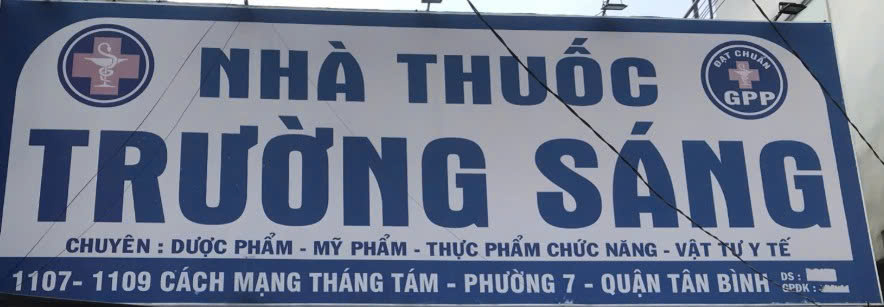 NHÀ THUỐC
ĐẠT CHUẨN
GPP
TRƯỜNG SÁNG
CHUYÊN : DƯỢC PHẨM - MỸ PHẨM - THỰC PHẨM CHỨC NĂNG - VẬT TƯ Y TẾ
1107- 1109 CÁCH MẠNG THÁNG TÁM - PHƯỜNG 7 - QUẬN TÂN BÌNH
DS :
GPĐK :